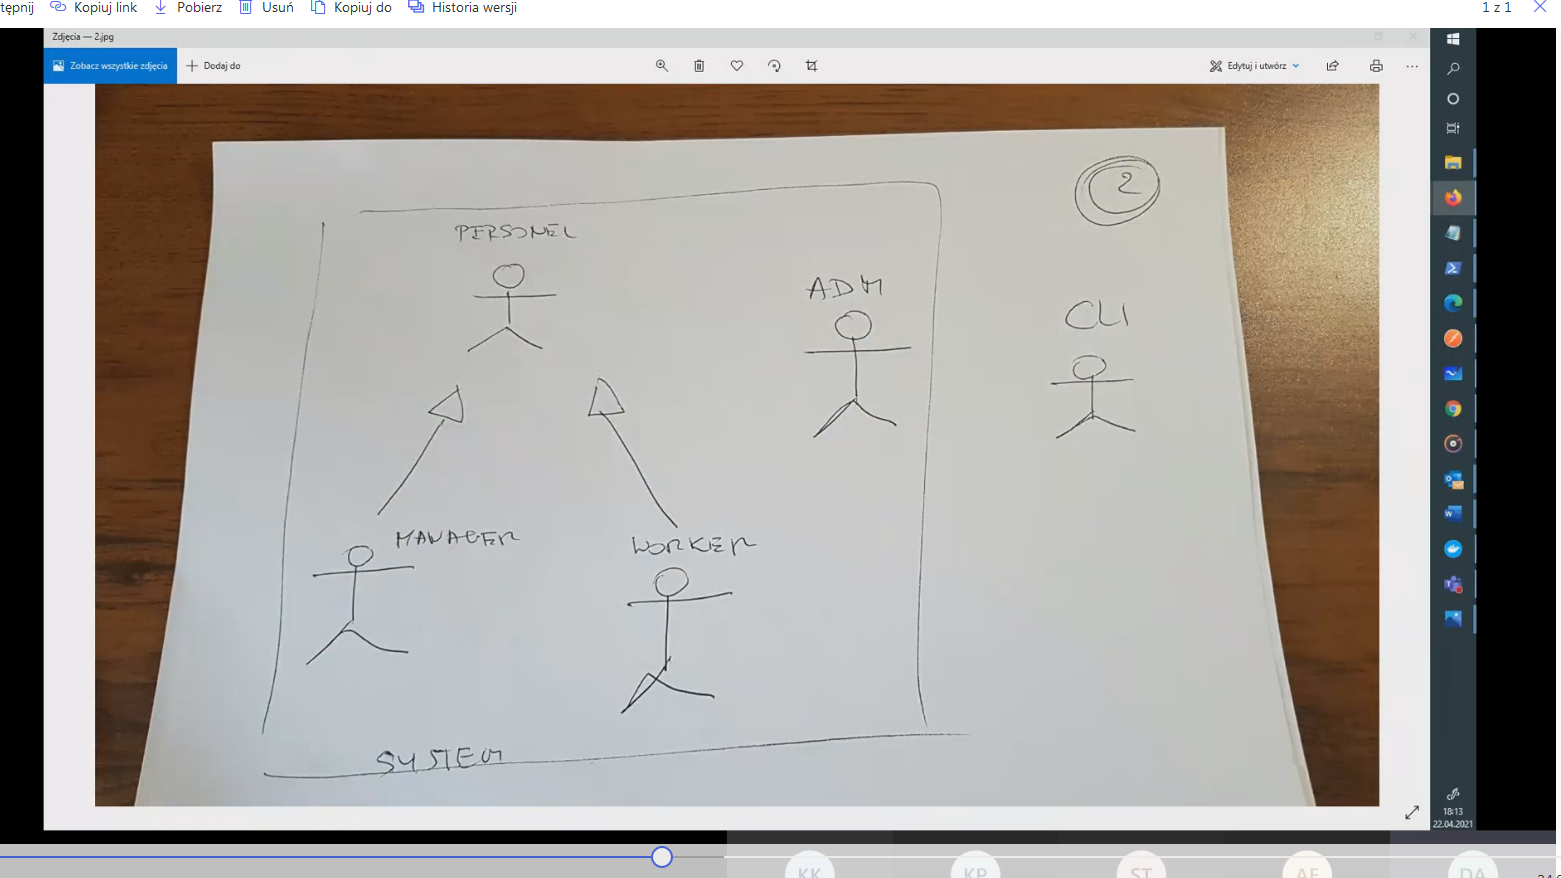 tępnij Kopiuj link Pobierz Usuń Kopiuj do Historia wersji 1 z 1
Zdjęcia — 2.jpg
Zobacz wszystkie zdjęcia Dodaj do Edytuj i utwórz
2
PERSONEL
ADM
CLI
MANAGER
WORKER
SYSTEM
18:13
22.04.2021
KK KP ST AF DA